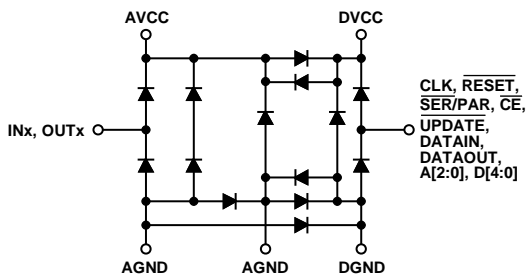 AVCC
DVCC
INx, OUTx
CLK, RESET,
SER/PAR, CE,
UPDATE,
DATAIN,
DATAOUT,
A[2:0], D[4:0]
AGND
AGND
DGND